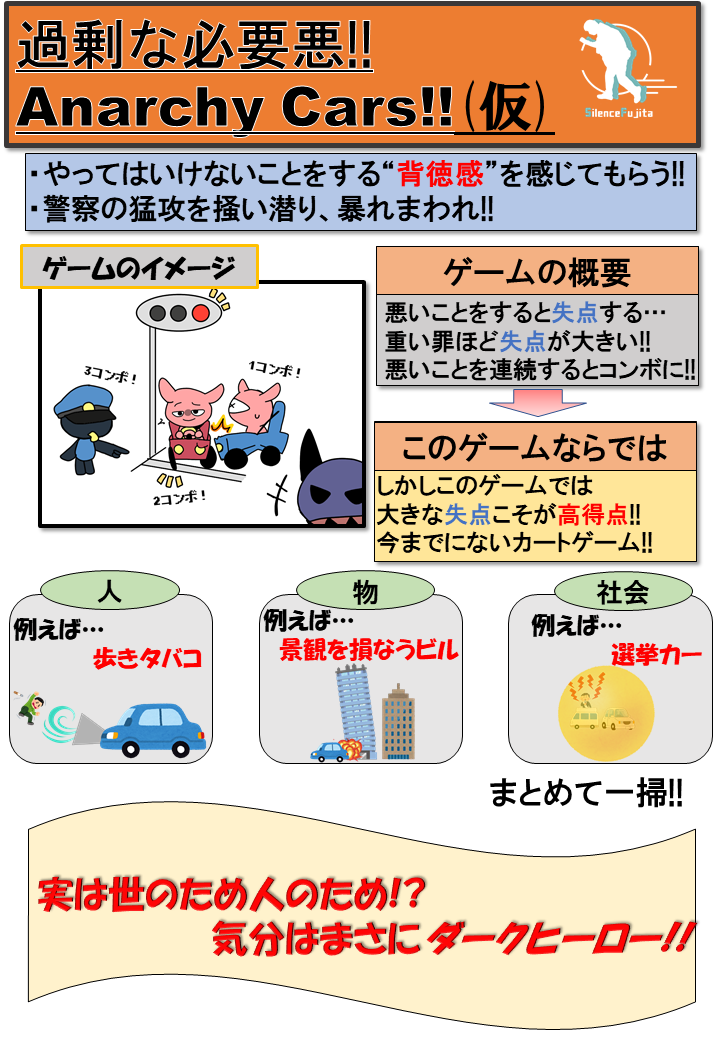 過剰な必要悪!!
Anarchy Cars!!(仮)
SilenceFujita
・やってはいけないことをする“背徳感”を感じてもらう!!
・警察の猛攻を掻い潜り、暴れまわれ!!
ゲームのイメージ
3コンボ！
1コンボ！
2コンボ！
ゲームの概要
悪いことをすると失点する…
重い罪ほど失点が大きい!!
悪いことを連続するとコンボに!!
このゲームならでは
しかしこのゲームでは
大きな失点こそが高得点!!
今までにないカートゲーム!!
人
例えば…
歩きタバコ
物
例えば…
景観を損なうビル
社会
例えば…
選挙カー
まとめて一掃!!
実は世のため人のため!?
気分はまさにダークヒーロー!!